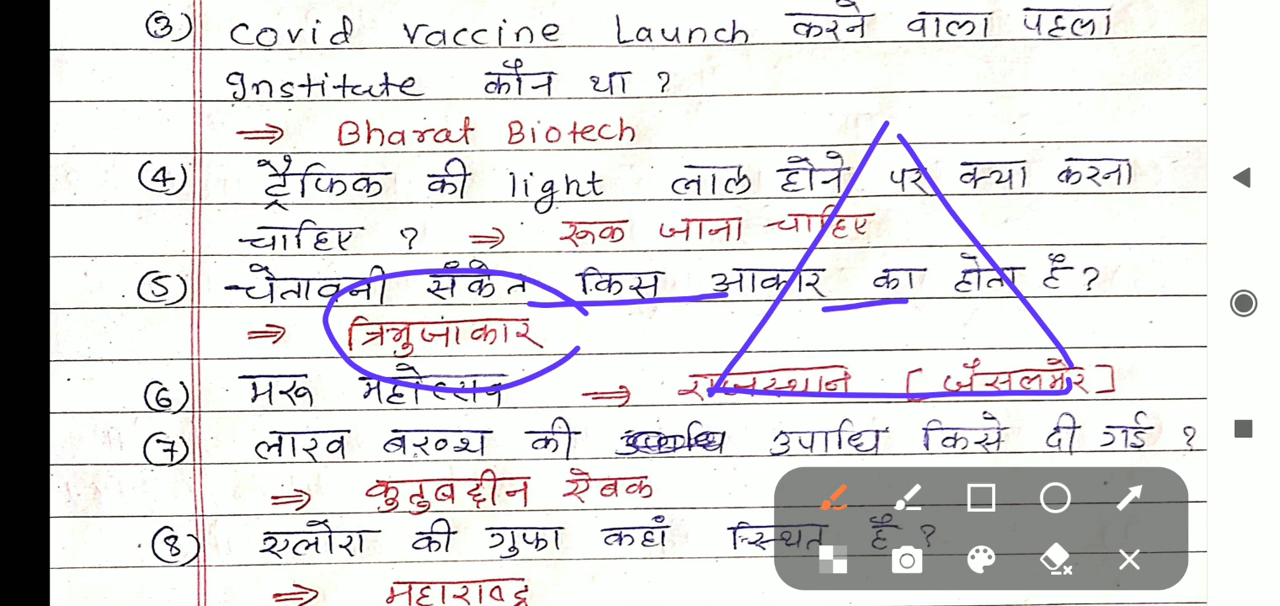 (3) Covid vaccine Launch करने वाला पहला
Institute कौन था ?
⇒ Bharat Biotech
(4) ट्रैफिक की light लाल होने पर क्या करना
चाहिए ? ⇒ रूक जाना चाहिए
(5) चेतावनी संकेत किस आकार का होता है ?
⇒ त्रिभुजाकार
(6) मरू महोत्सव ⇒ राजस्थान [ जैसलमेर ]
(7) लाख बख्श की उपाधि किसे दी गई ?
⇒ कुतुबद्दीन ऐबक
(8) एलोरा की गुफा कहाँ स्थित है ?
⇒ महाराष्ट्र